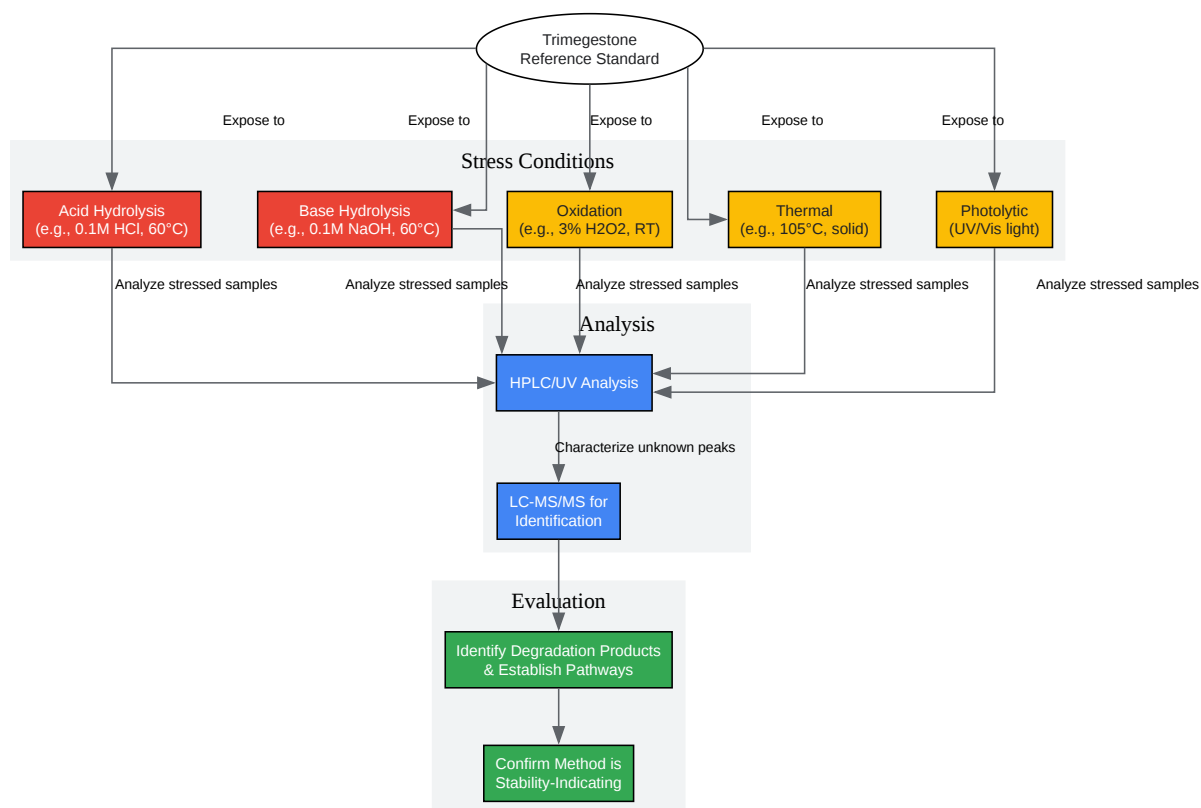 Trimegestone
Reference Standard
Expose to
Expose to
Expose to
Expose to
Expose to
Stress Conditions
Acid Hydrolysis
(e.g., 0.1M HCl, 60°C)
Base Hydrolysis
(e.g., 0.1M NaOH, 60°C)
Oxidation
(e.g., 3% H2O2, RT)
Thermal
(e.g., 105°C, solid)
Photolytic
(UV/Vis light)
Analyze stressed samples
Analyze stressed samples
Analyze stressed samples
Analyze stressed samples
Analyze stressed samples
Analysis
HPLC/UV Analysis
Characterize unknown peaks
LC-MS/MS for
Identification
Evaluation
Identify Degradation Products
& Establish Pathways
Confirm Method is
Stability-Indicating